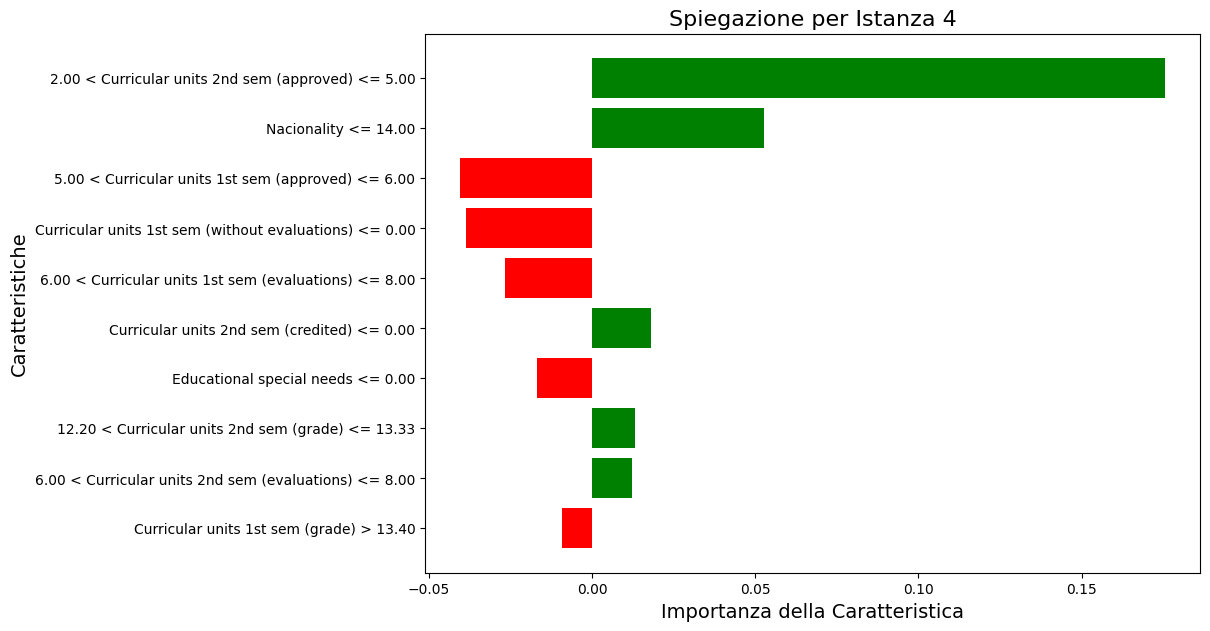 Spiegazione per Istanza 4
2.00 < Curricular units 2nd sem (approved) <= 5.00
Nacionality <= 14.00
5.00 < Curricular units 1st sem (approved) <= 6.00
Curricular units 1st sem (without evaluations) <= 0.00
6.00 < Curricular units 1st sem (evaluations) <= 8.00
Curricular units 2nd sem (credited) <= 0.00
Educational special needs <= 0.00
12.20 < Curricular units 2nd sem (grade) <= 13.33
6.00 < Curricular units 2nd sem (evaluations) <= 8.00
Curricular units 1st sem (grade) > 13.40
Caratteristiche
−0.05 0.00 0.05 0.10 0.15
Importanza della Caratteristica